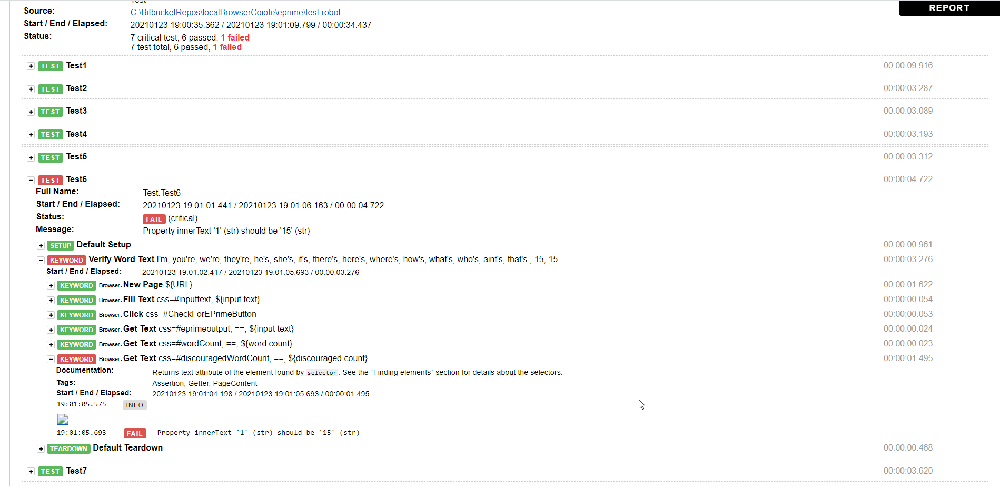 Test
REPORT
Source: C:\BitbucketRepos\localBrowserCoiote\eprime\test.robot
Start / End / Elapsed: 20210123 19:00:35.362 / 20210123 19:01:09.799 / 00:00:34.437
Status: 7 critical test, 6 passed, 1 failed
7 test total, 6 passed, 1 failed
+ TEST Test1 00:00:09.916
+ TEST Test2 00:00:03.287
+ TEST Test3 00:00:03.089
+ TEST Test4 00:00:03.193
+ TEST Test5 00:00:03.312
− TEST Test6 00:00:04.722
Full Name: Test.Test6
Start / End / Elapsed: 20210123 19:01:01.441 / 20210123 19:01:06.163 / 00:00:04.722
Status: FAIL (critical)
Message: Property innerText '1' (str) should be '15' (str)
+ SETUP Default Setup 00:00:00.961
− KEYWORD Verify Word Text I'm, you're, we're, they're, he's, she's, it's, there's, here's, where's, how's, what's, who's, aint's, that's., 15, 15 00:00:03.276
Start / End / Elapsed: 20210123 19:01:02.417 / 20210123 19:01:05.693 / 00:00:03.276
+ KEYWORD Browser.New Page ${URL} 00:00:01.622
+ KEYWORD Browser.Fill Text css=#inputtext, ${input text} 00:00:00.054
+ KEYWORD Browser.Click css=#CheckForEPrimeButton 00:00:00.053
+ KEYWORD Browser.Get Text css=#eprimeoutput, ==, ${input text} 00:00:00.024
+ KEYWORD Browser.Get Text css=#wordCount, ==, ${word count} 00:00:00.023
− KEYWORD Browser.Get Text css=#discouragedWordCount, ==, ${discouraged count} 00:00:01.495
Documentation: Returns text attribute of the element found by selector. See the `Finding elements` section for details about the selectors.
Tags: Assertion, Getter, PageContent
Start / End / Elapsed: 20210123 19:01:04.198 / 20210123 19:01:05.693 / 00:00:01.495
19:01:05.575 INFO
19:01:05.693 FAIL Property innerText '1' (str) should be '15' (str)
+ TEARDOWN Default Teardown 00:00:00.468
+ TEST Test7 00:00:03.620